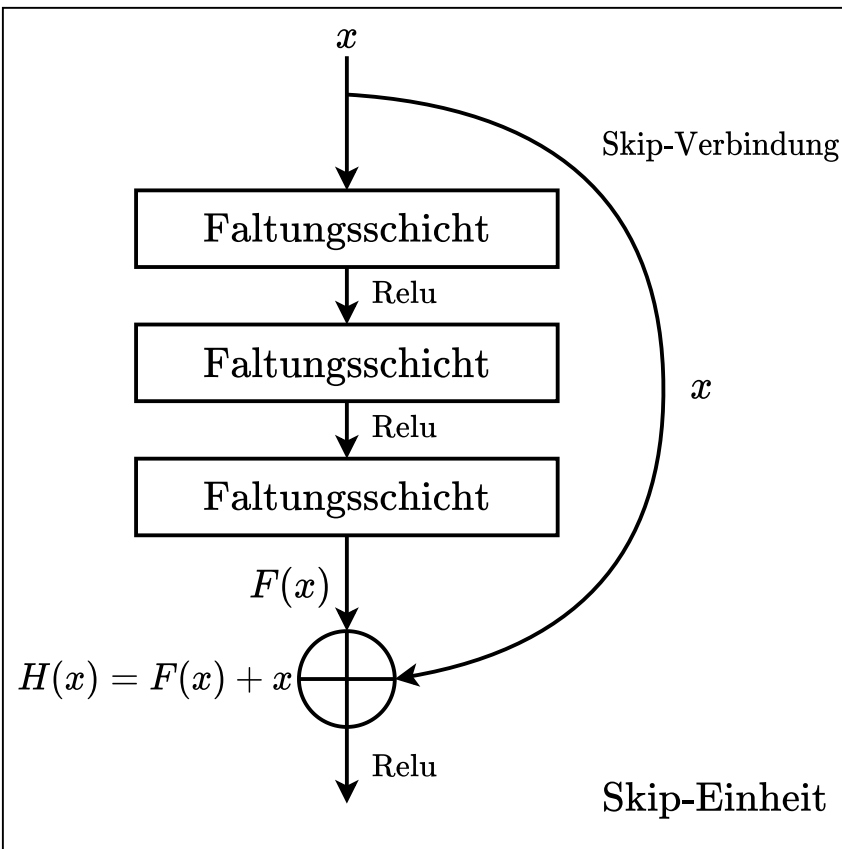 x
Skip-Verbindung
Faltungsschicht
Relu
Faltungsschicht
x
Relu
Faltungsschicht
F(x)
H(x) = F(x) + x
Relu
Skip-Einheit